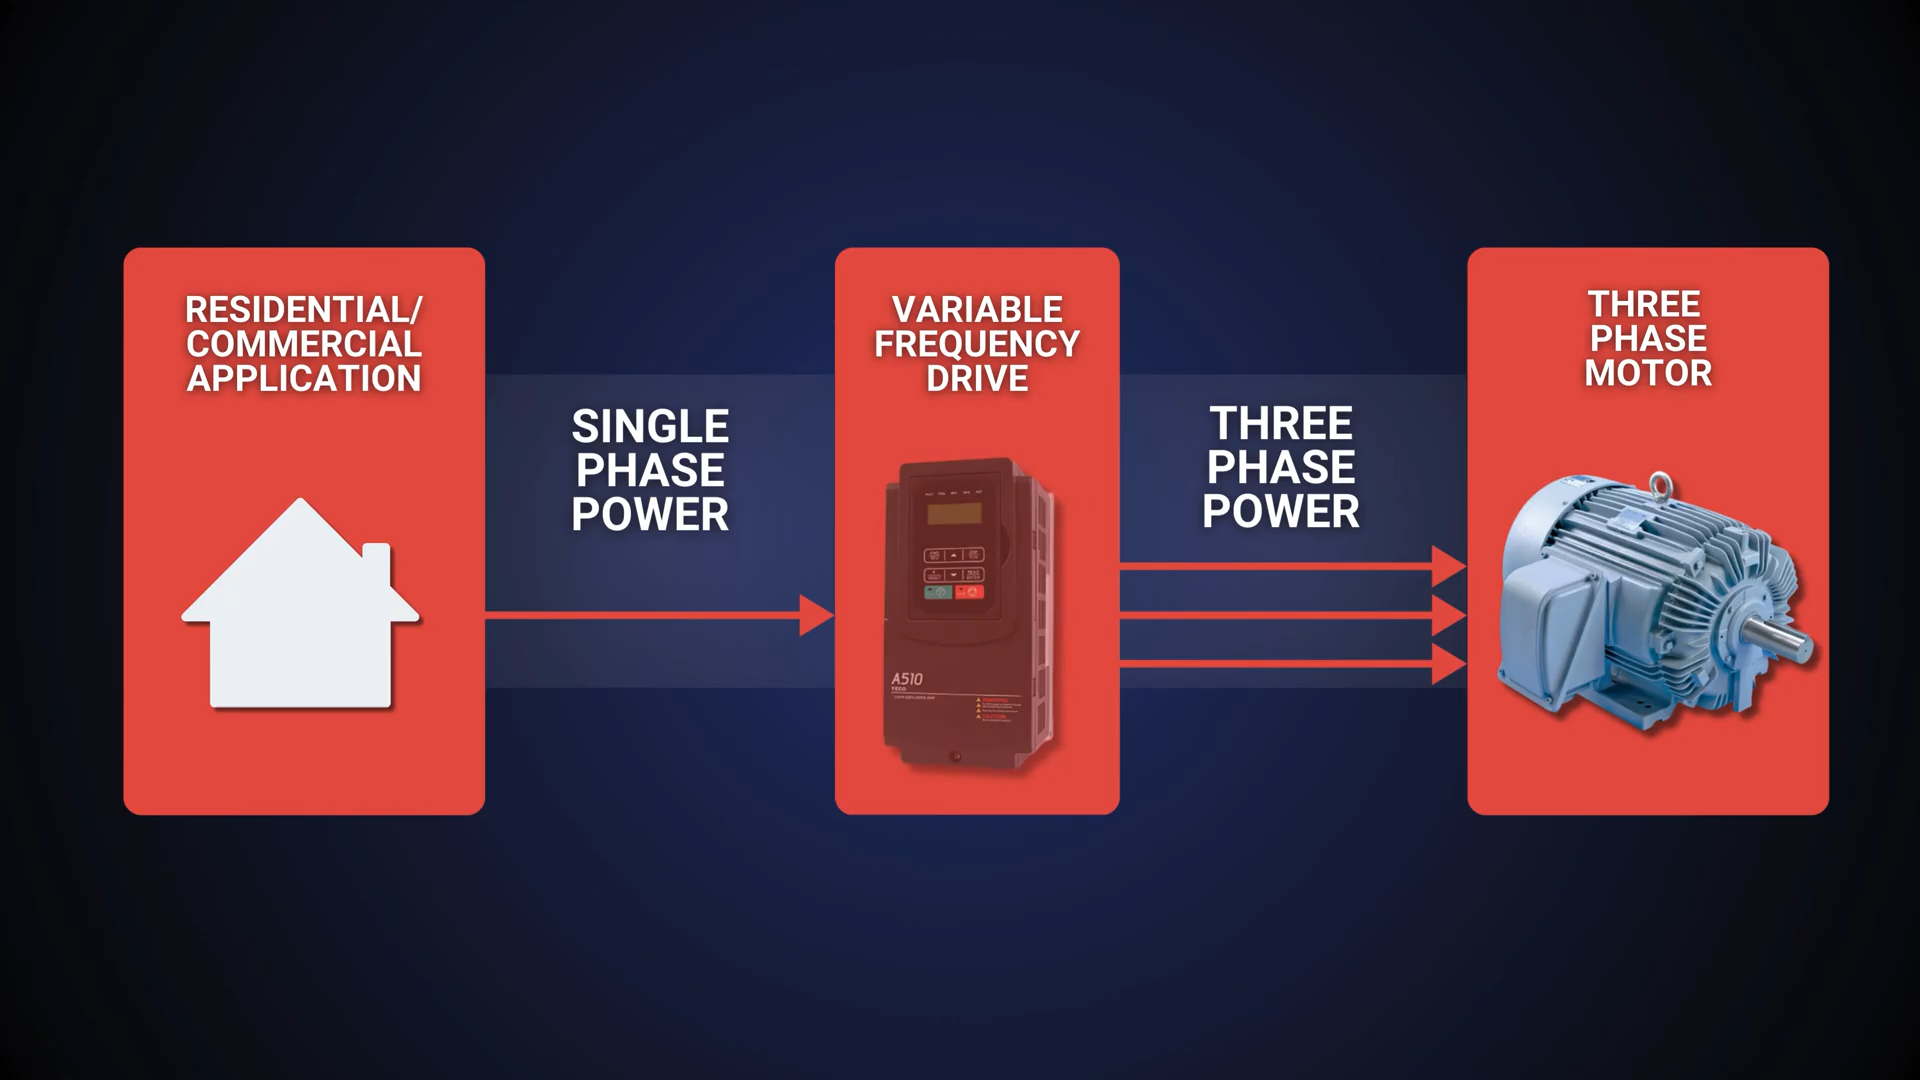 RESIDENTIAL/
COMMERCIAL
APPLICATION
SINGLE
PHASE
POWER
VARIABLE
FREQUENCY
DRIVE
A510
TECO
THREE
PHASE
POWER
THREE
PHASE
MOTOR